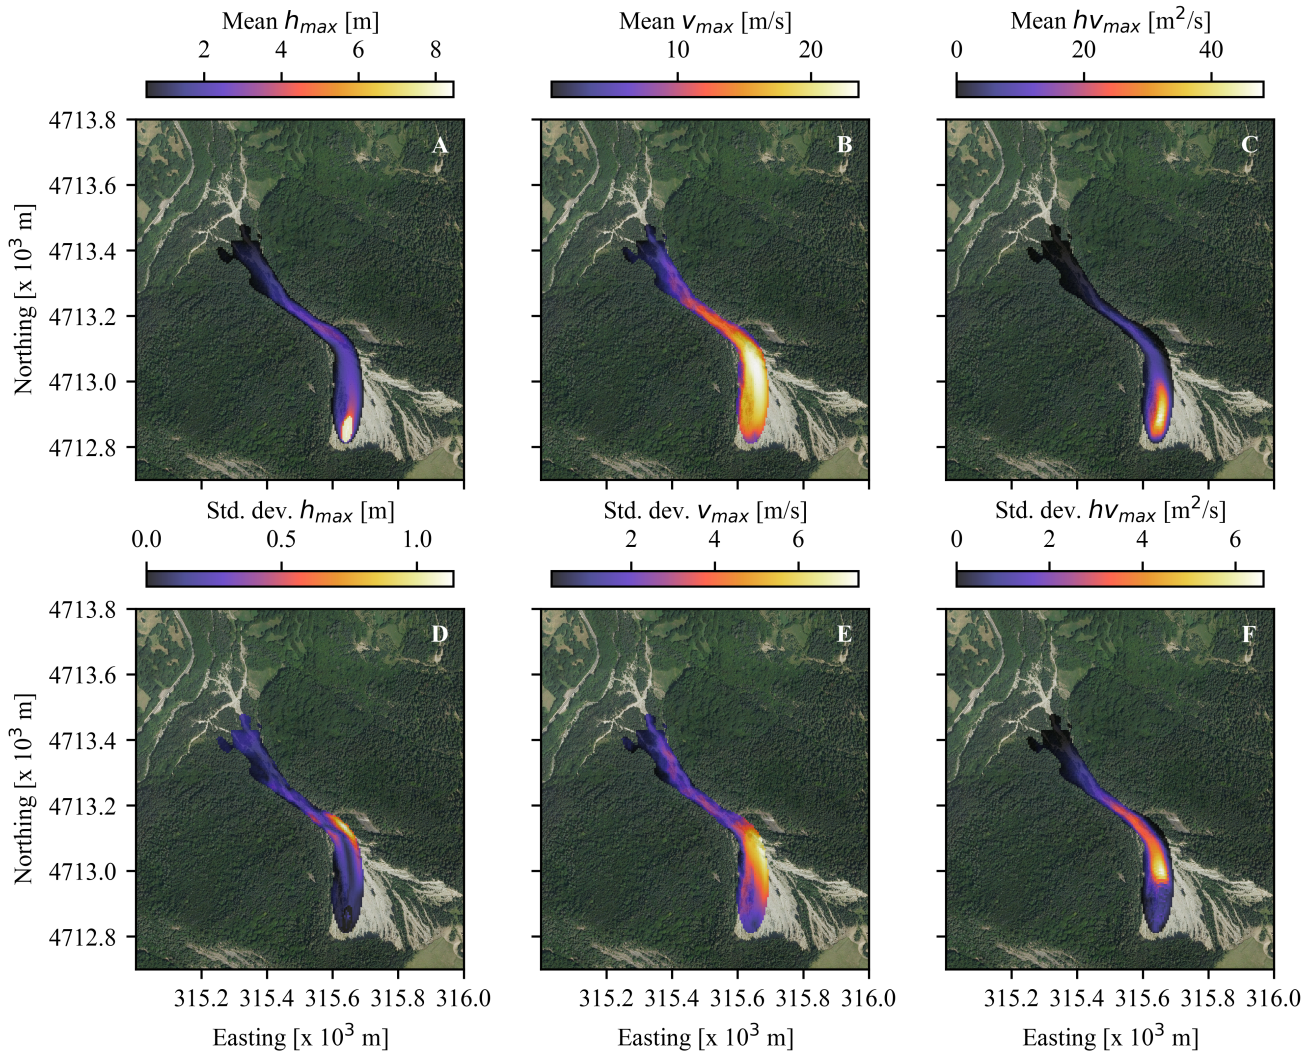 Mean hmax [m] Mean vmax [m/s] Mean hvmax [m²/s]
2 4 6 8 10 20 0 20 40
4713.8
A B C
4713.6
4713.4
4713.2
4713.0
4712.8
Northing [x 10³ m]
Std. dev. hmax [m] Std. dev. vmax [m/s] Std. dev. hvmax [m²/s]
0.0 0.5 1.0 2 4 6 0 2 4 6
4713.8
D E F
4713.6
4713.4
4713.2
4713.0
4712.8
Northing [x 10³ m]
315.2 315.4 315.6 315.8 316.0 315.2 315.4 315.6 315.8 316.0 315.2 315.4 315.6 315.8 316.0
Easting [x 10³ m] Easting [x 10³ m] Easting [x 10³ m]